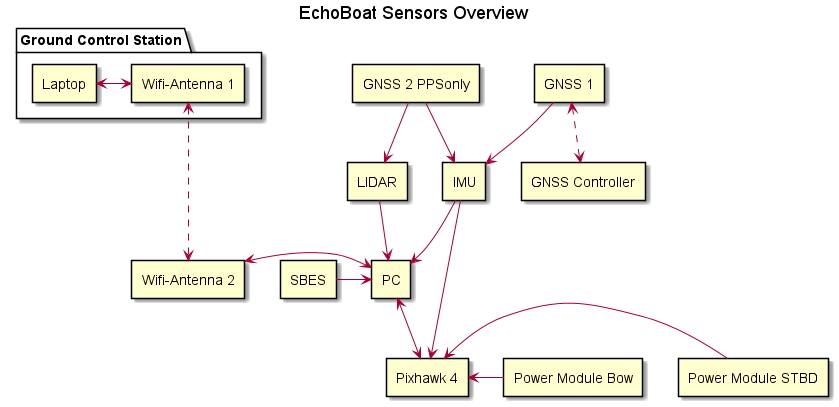 EchoBoat Sensors Overview
Ground Control Station
Laptop
Wifi-Antenna 1
GNSS 2 PPSonly
GNSS 1
LIDAR
IMU
GNSS Controller
Wifi-Antenna 2
SBES
PC
Pixhawk 4
Power Module Bow
Power Module STBD